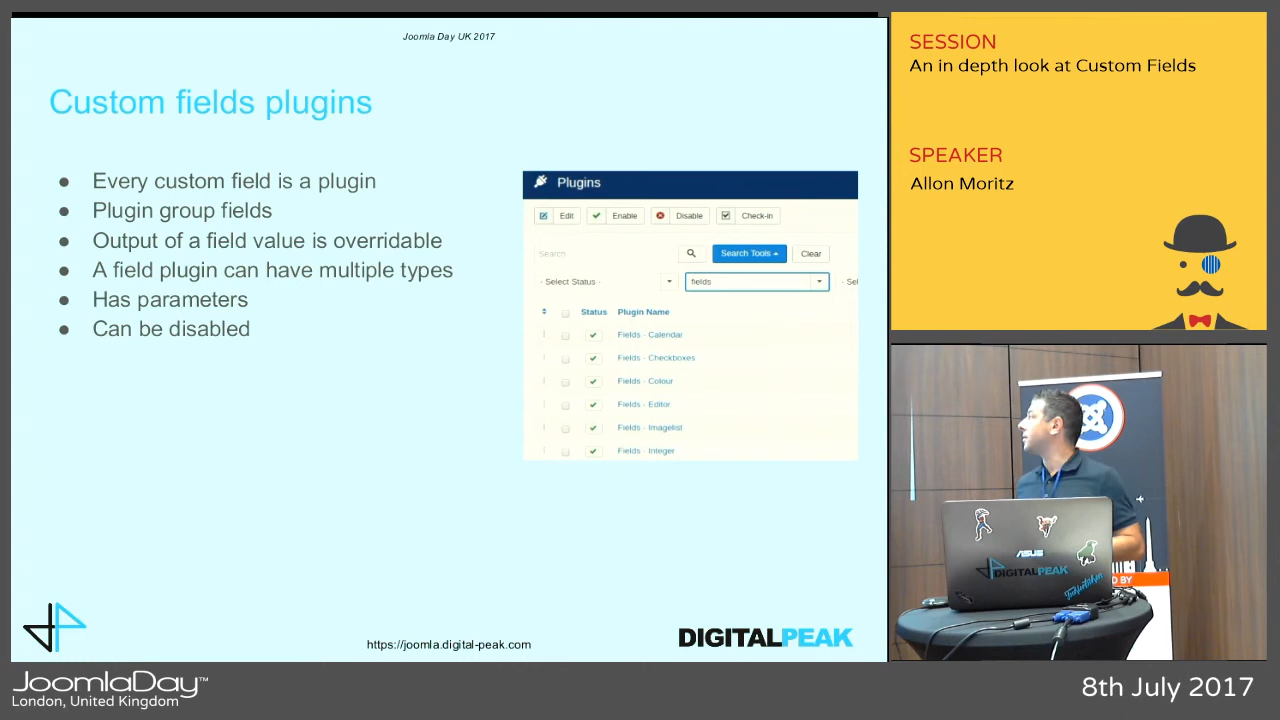 Joomla Day UK 2017
Custom fields plugins
● Every custom field is a plugin
● Plugin group fields
● Output of a field value is overridable
● A field plugin can have multiple types
● Has parameters
● Can be disabled
Plugins
Edit Enable Disable Check-in
Search Search Tools Clear
- Select Status - fields - Sel
Status Plugin Name
Fields - Calendar
Fields - Checkboxes
Fields - Colour
Fields - Editor
Fields - Imagelist
Fields - Integer
https://joomla.digital-peak.com
DIGITALPEAK
SESSION
An in depth look at Custom Fields
SPEAKER
Allon Moritz
ASUS
DIGITALPEAK
D BY
JoomlaDay™
London, United Kingdom
8th July 2017